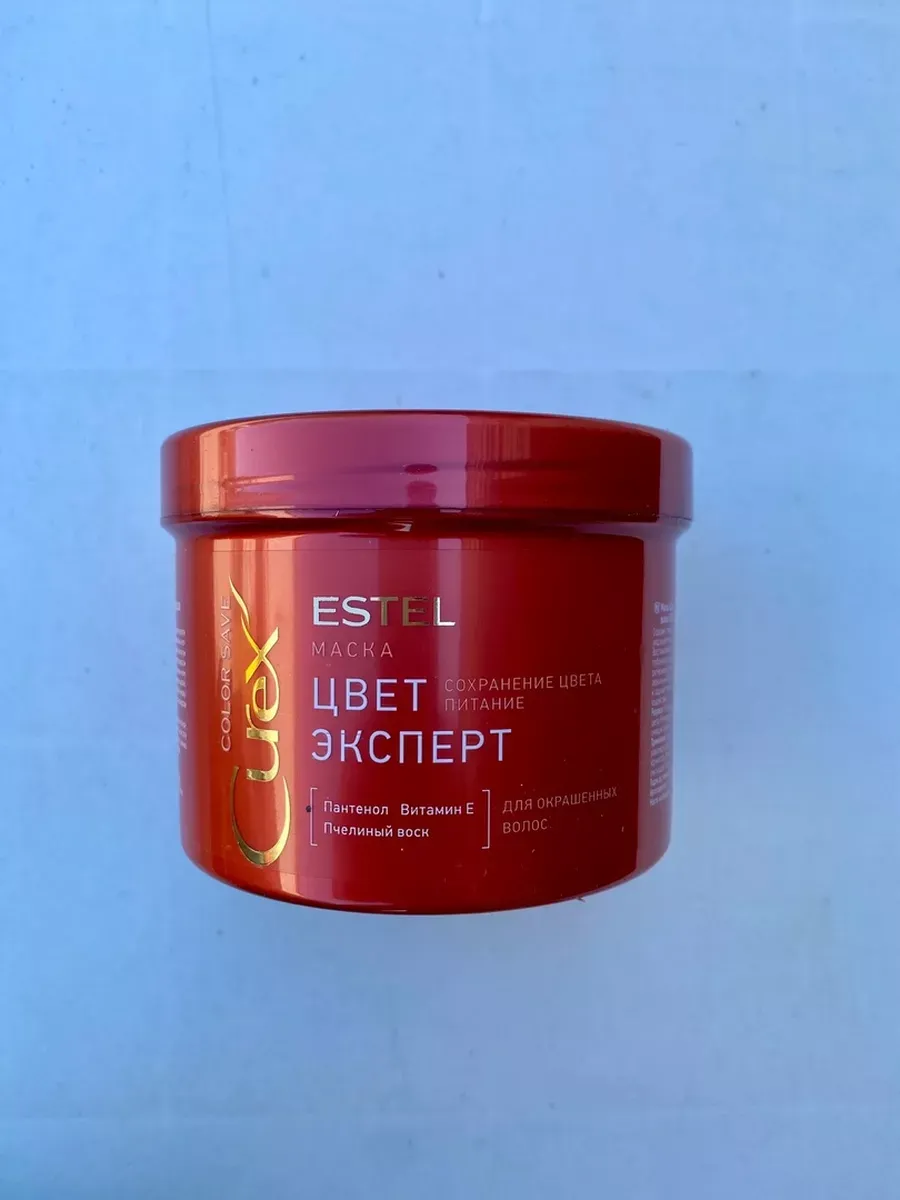 COLOR SAVE
Curex
ESTEL
МАСКА
ЦВЕТ
ЭКСПЕРТ
СОХРАНЕНИЕ ЦВЕТА
ПИТАНИЕ
Пантенол Витамин Е
Пчелиный воск
ДЛЯ ОКРАШЕННЫХ
ВОЛОС